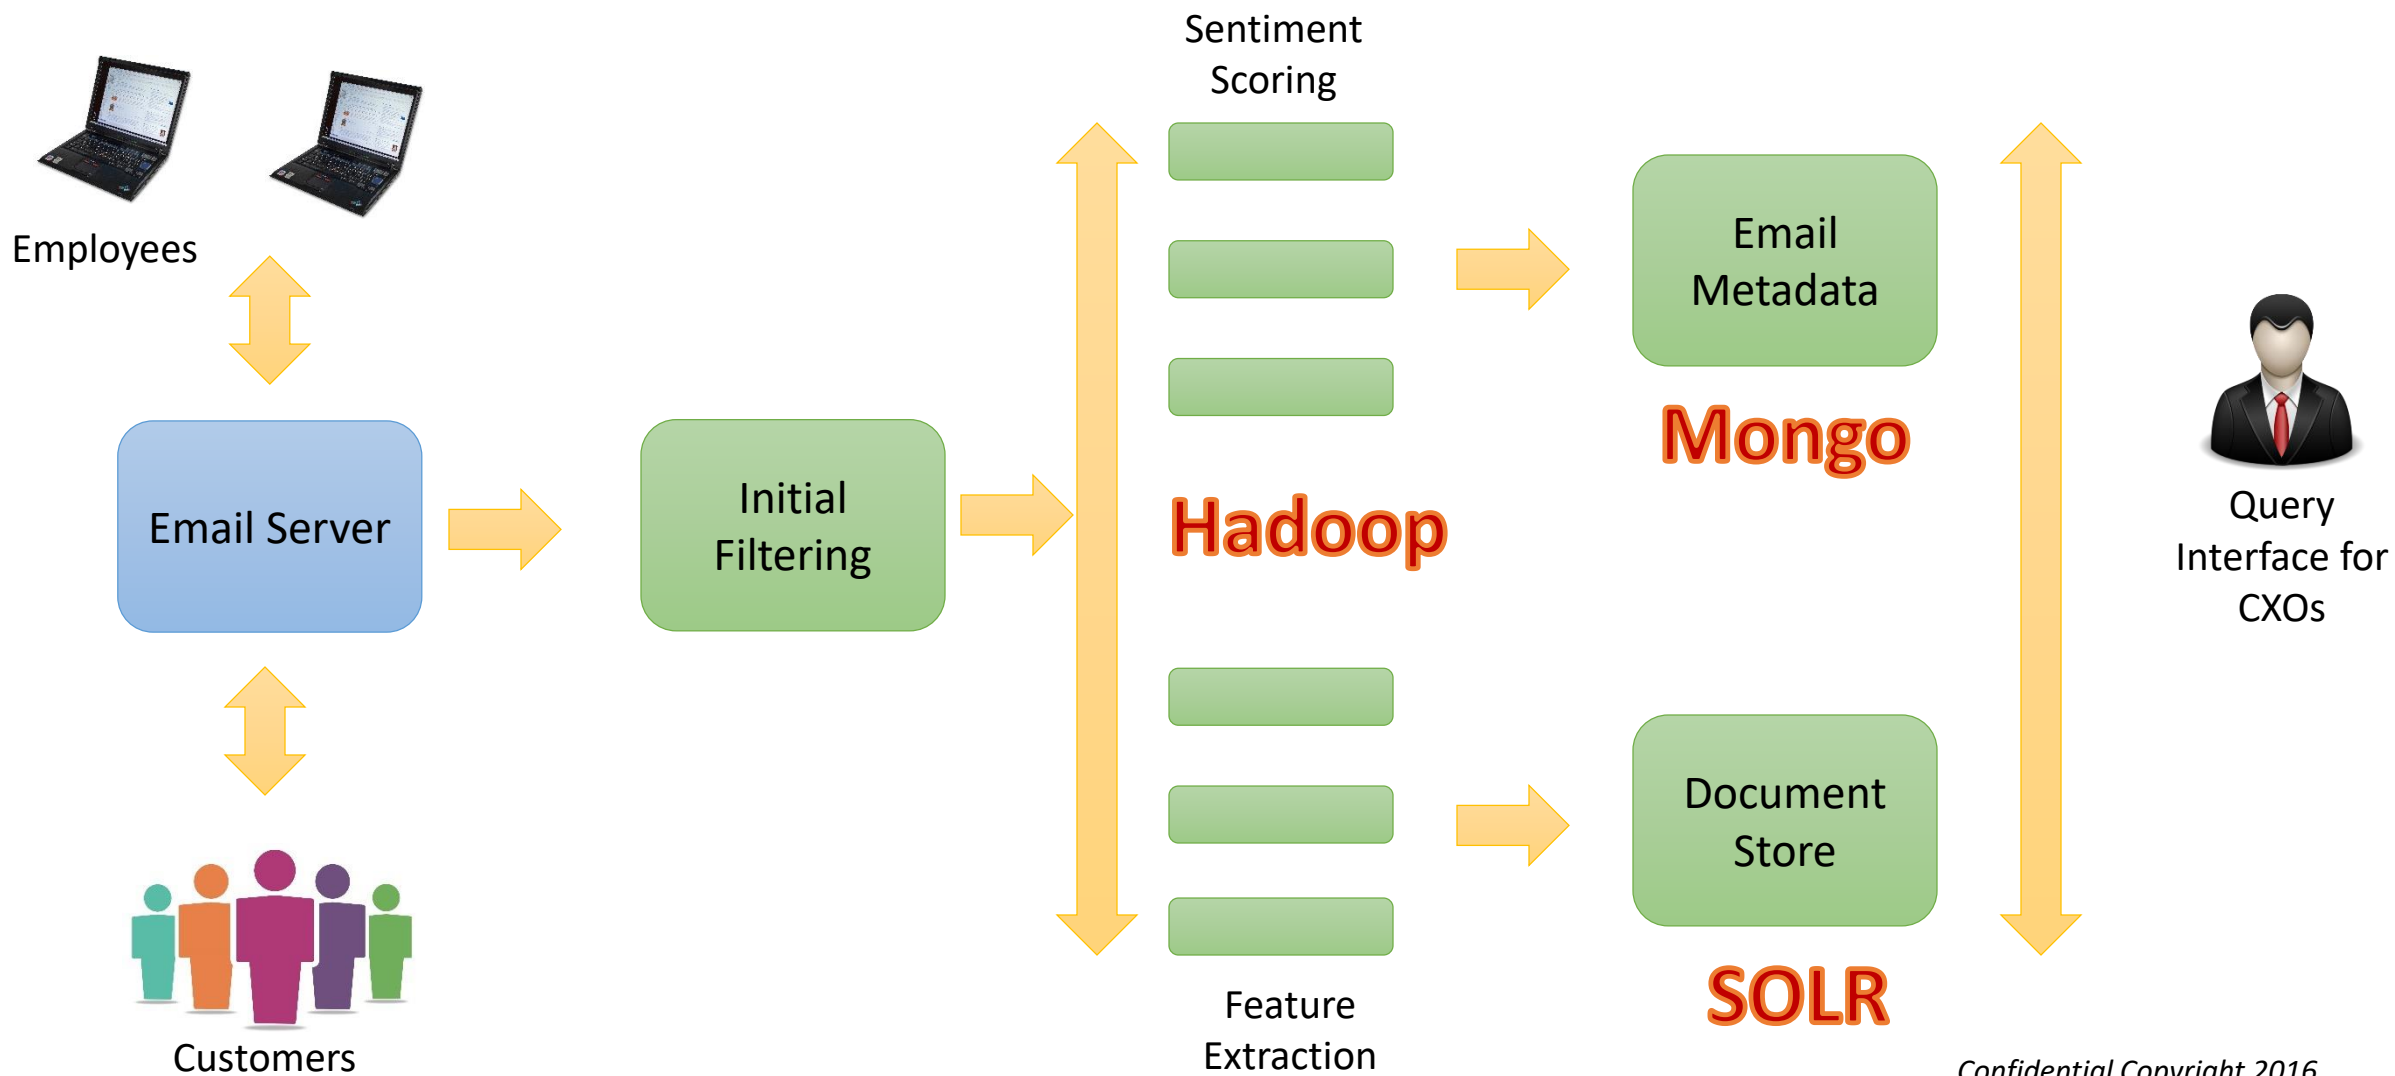 Sentiment
Scoring
Employees
Email
Metadata
Mongo
Email Server
Initial
Filtering
Hadoop
Query
Interface for
CXOs
Document
Store
SOLR
Feature
Extraction
Customers
Confidential Copyright 2016